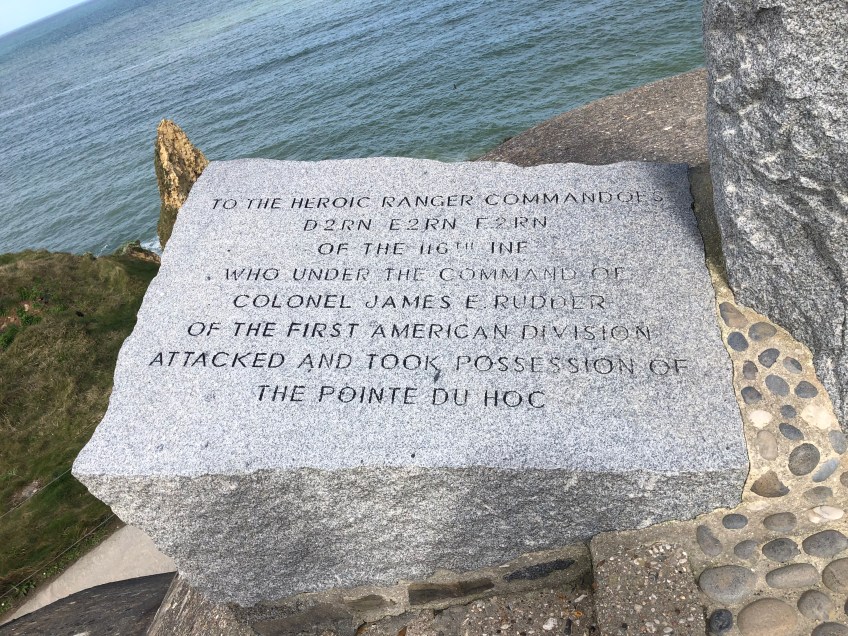 TO THE HEROIC RANGER COMMANDOES
D2RN E2RN F2RN
OF THE 116TH INF
WHO UNDER THE COMMAND OF
COLONEL JAMES E. RUDDER
OF THE FIRST AMERICAN DIVISION
ATTACKED AND TOOK POSSESSION OF
THE POINTE DU HOC